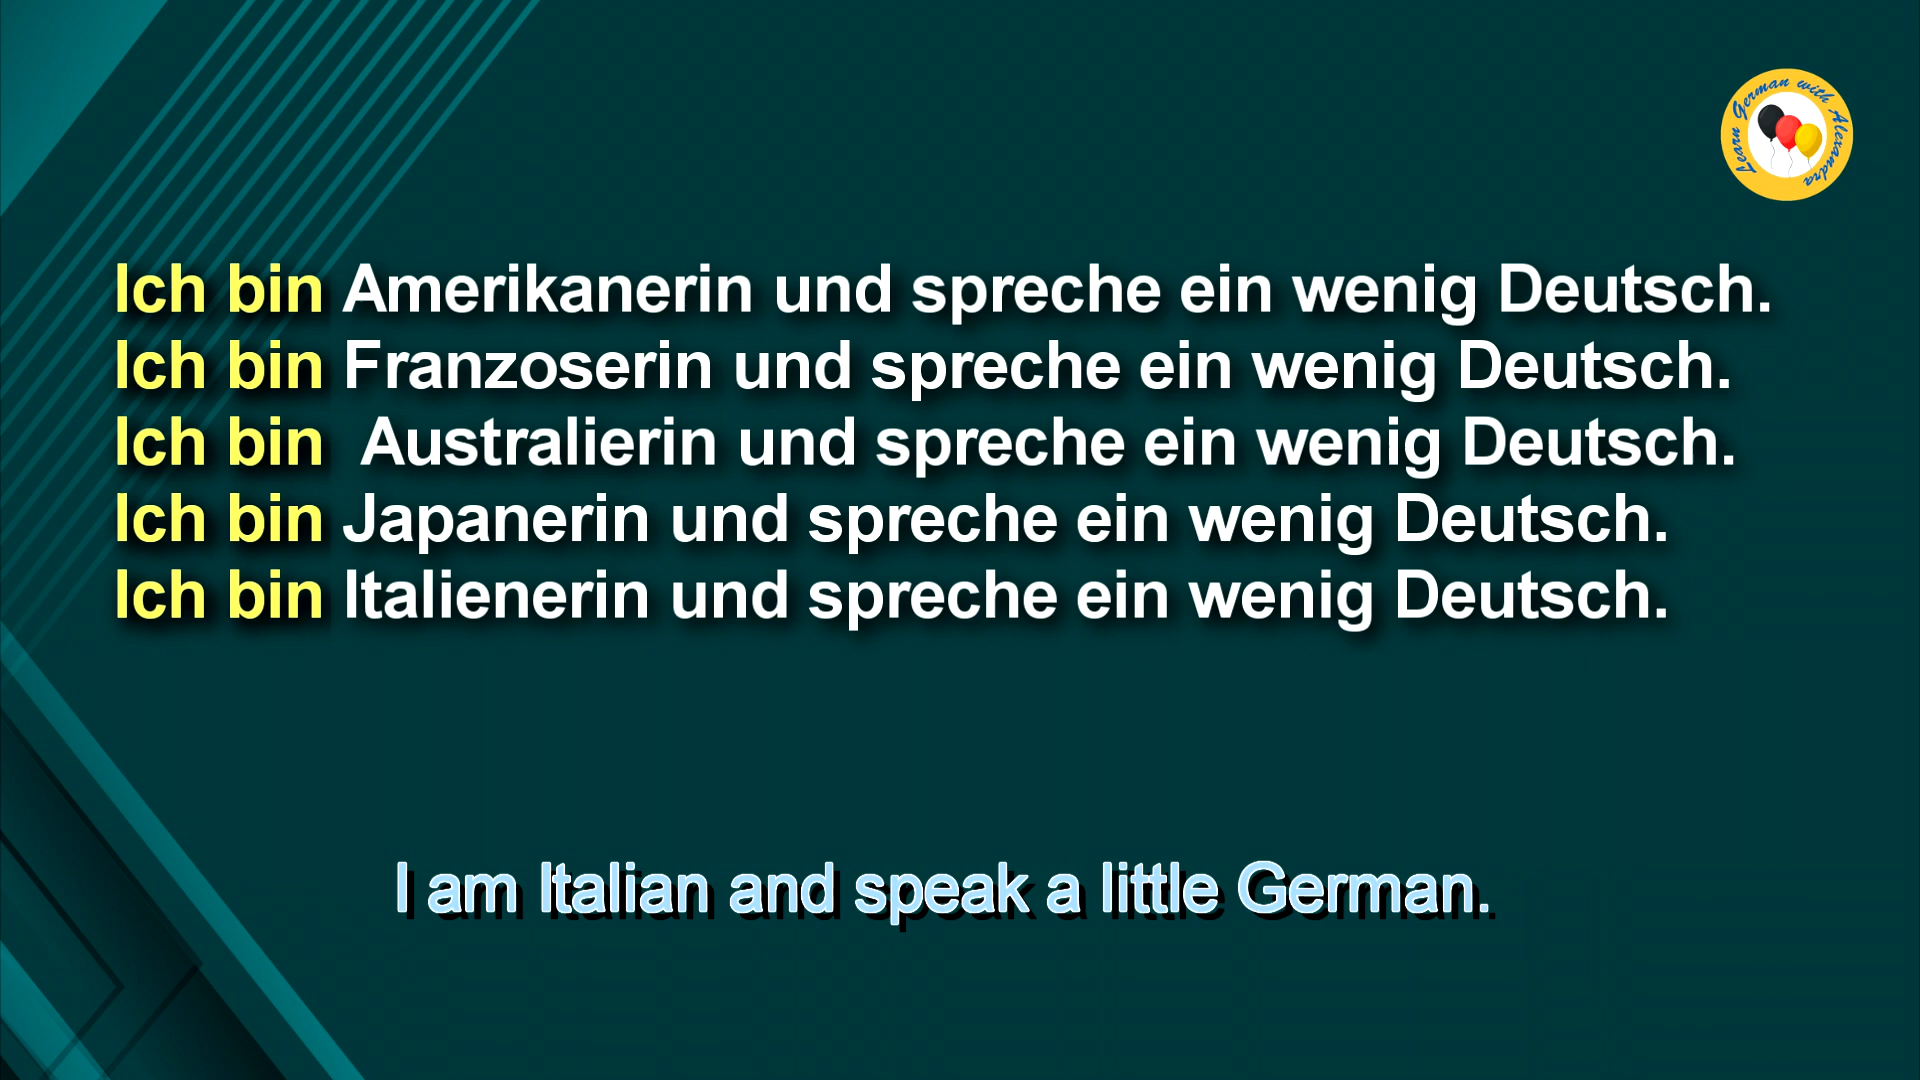 Learn German with Alexandra
Ich bin Amerikanerin und spreche ein wenig Deutsch.
Ich bin Franzoserin und spreche ein wenig Deutsch.
Ich bin Australierin und spreche ein wenig Deutsch.
Ich bin Japanerin und spreche ein wenig Deutsch.
Ich bin Italienerin und spreche ein wenig Deutsch.
I am Italian and speak a little German.